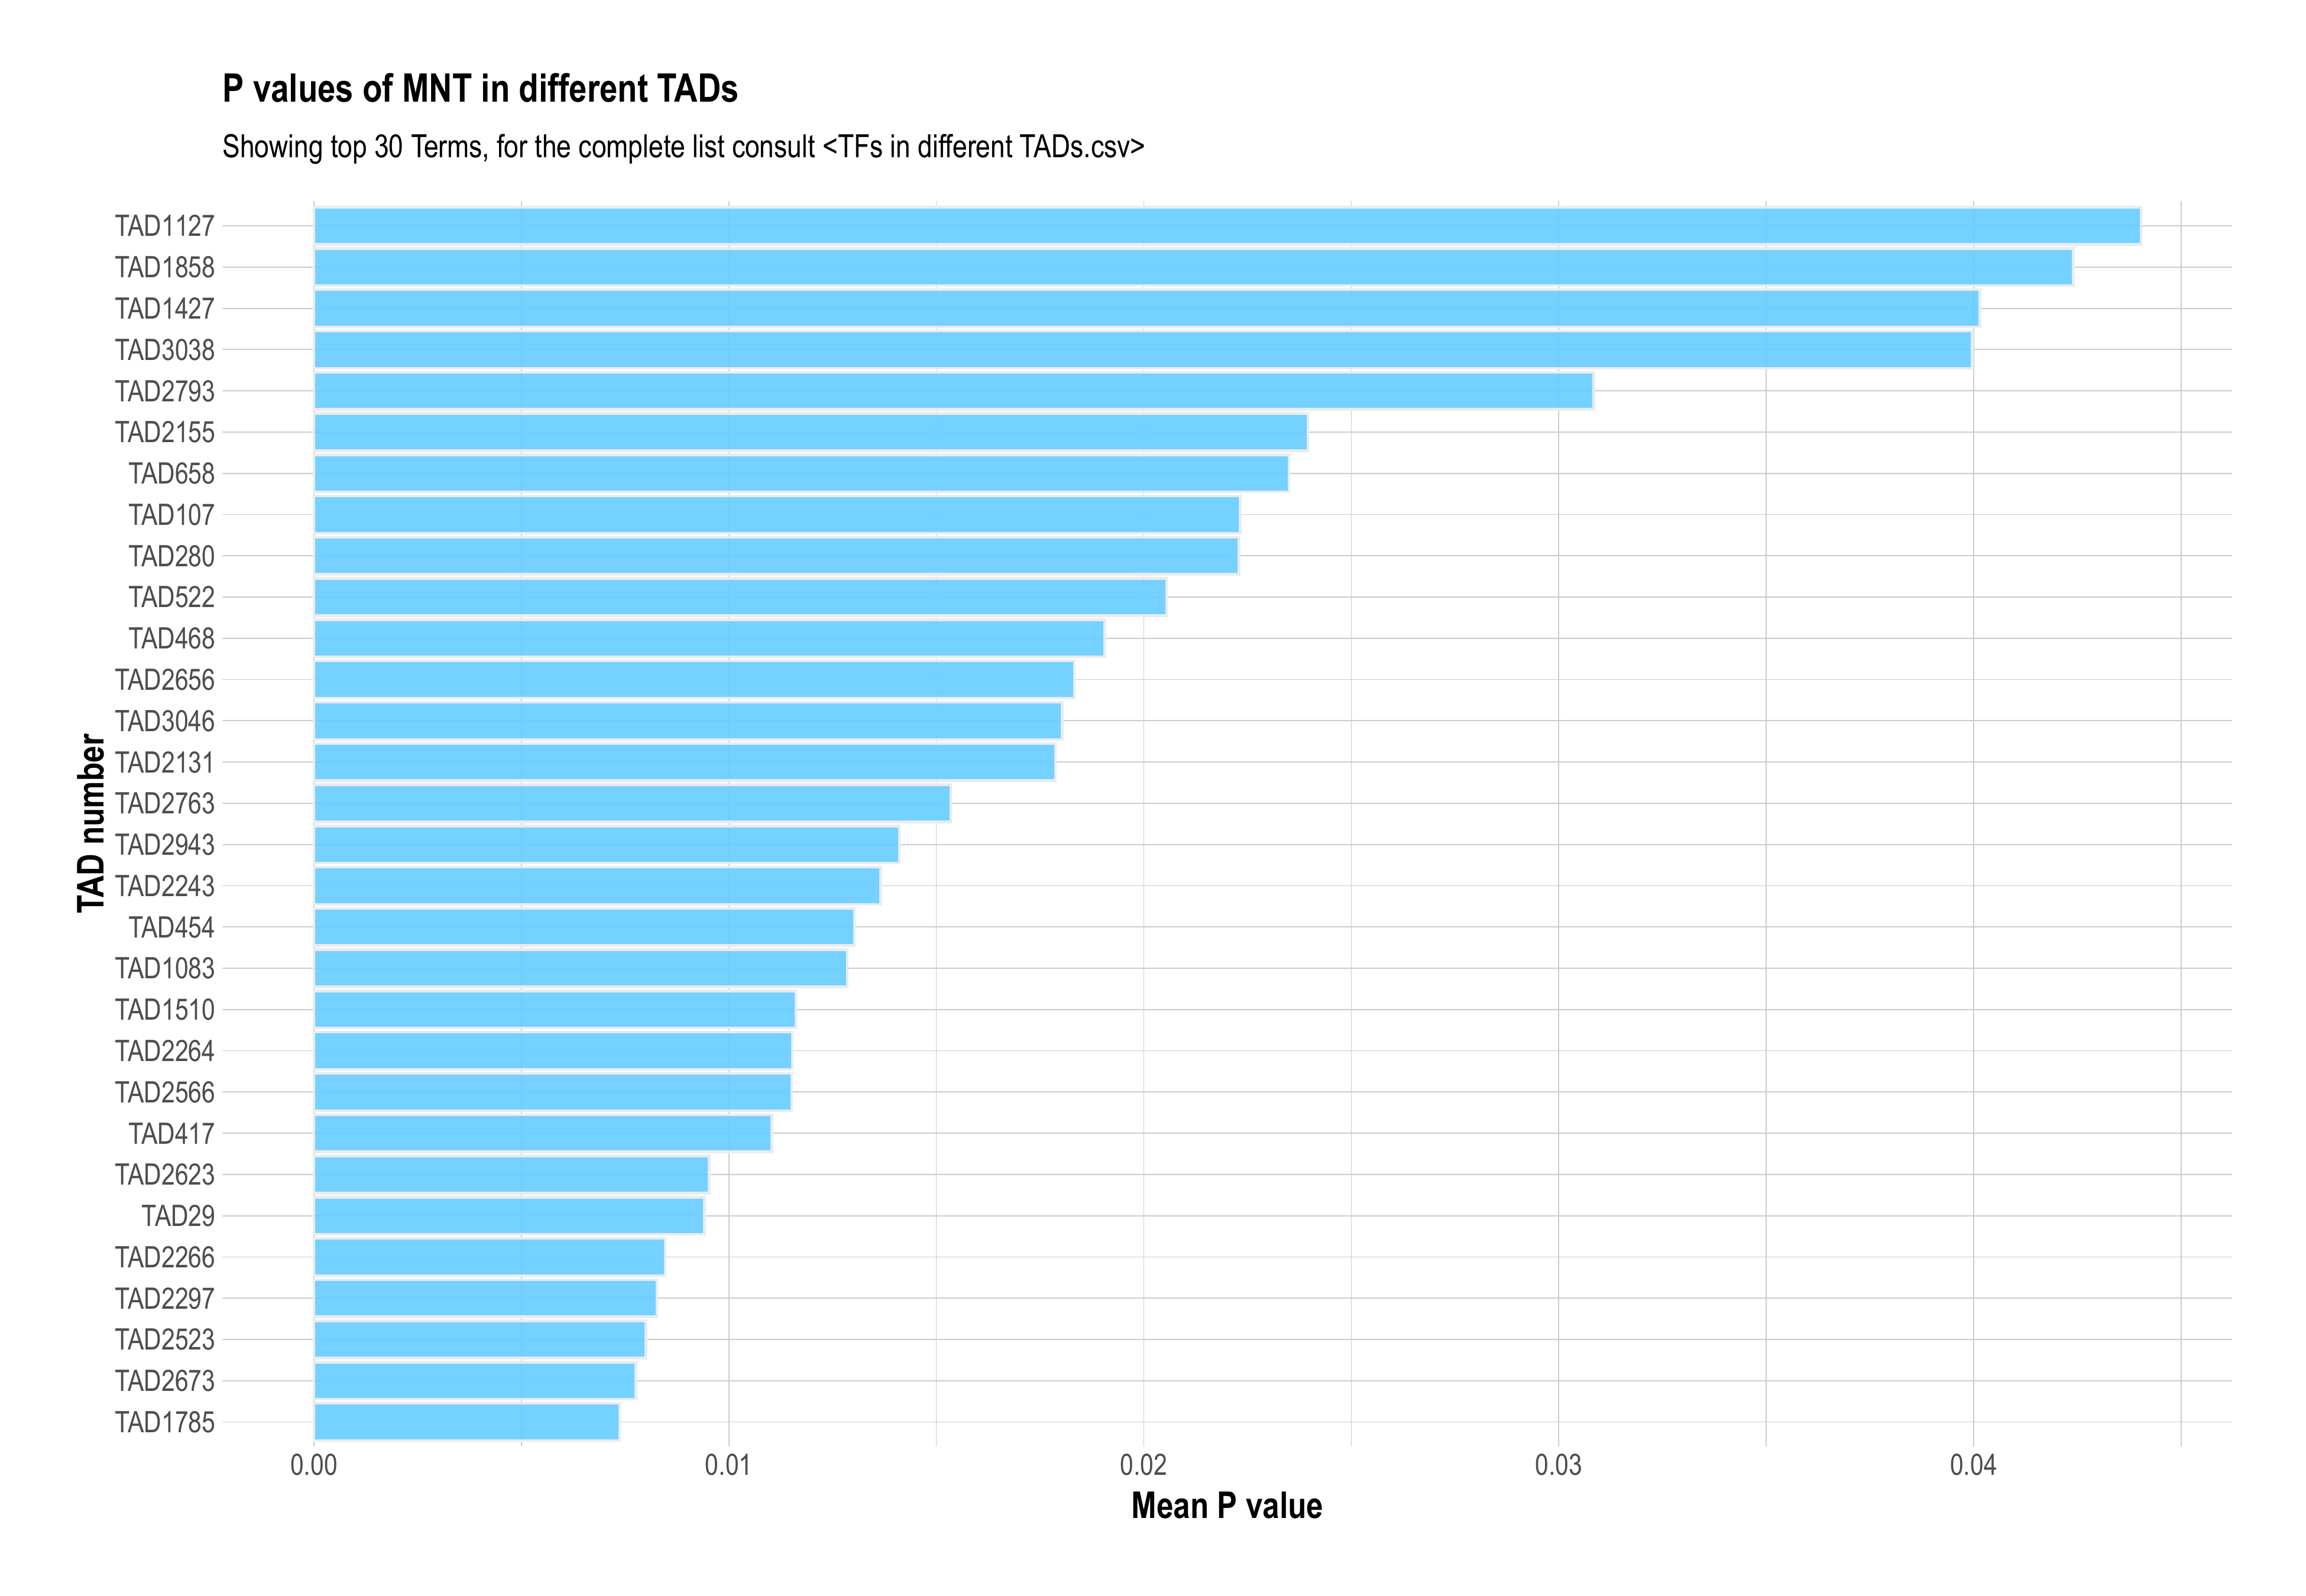 P values of MNT in different TADs
Showing top 30 Terms, for the complete list consult <TFs in different TADs.csv>
TAD number
TAD1127
TAD1858
TAD1427
TAD3038
TAD2793
TAD2155
TAD658
TAD107
TAD280
TAD522
TAD468
TAD2656
TAD3046
TAD2131
TAD2763
TAD2943
TAD2243
TAD454
TAD1083
TAD1510
TAD2264
TAD2566
TAD417
TAD2623
TAD29
TAD2266
TAD2297
TAD2523
TAD2673
TAD1785
0.00 0.01 0.02 0.03 0.04
Mean P value